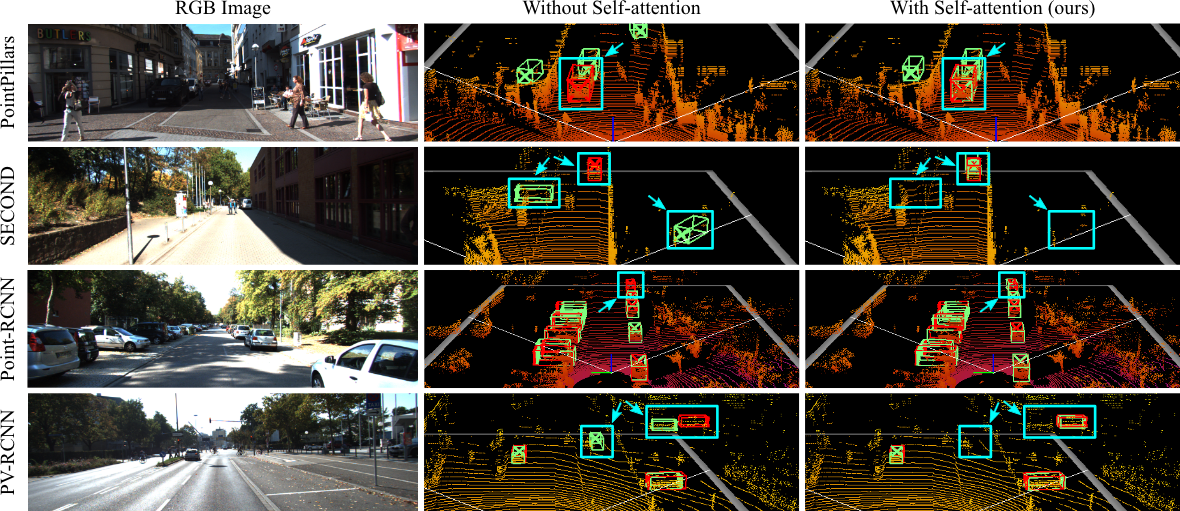 RGB Image
Without Self-attention
With Self-attention (ours)
PointPillars
BUTLERS
SECOND
Point-RCNN
PV-RCNN